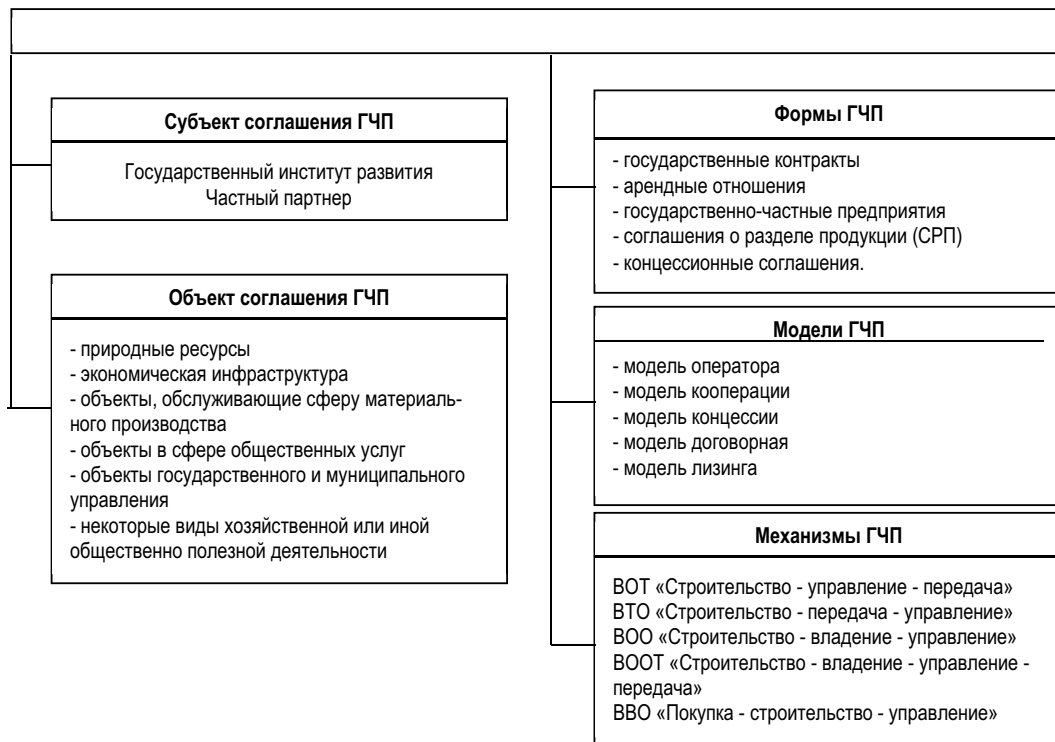 Субъект соглашения ГЧП
Государственный институт развития
Частный партнер
Объект соглашения ГЧП
- природные ресурсы
- экономическая инфраструктура
- объекты, обслуживающие сферу материаль-
ного производства
- объекты в сфере общественных услуг
- объекты государственного и муниципального
управления
- некоторые виды хозяйственной или иной
общественно полезной деятельности
Формы ГЧП
- государственные контракты
- арендные отношения
- государственно-частные предприятия
- соглашения о разделе продукции (СРП)
- концессионные соглашения.
Модели ГЧП
- модель оператора
- модель кооперации
- модель концессии
- модель договорная
- модель лизинга
Механизмы ГЧП
BOT «Строительство - управление - передача»
BTO «Строительство - передача - управление»
BOO «Строительство - владение - управление»
BOOT «Строительство - владение - управление -
передача»
BBO «Покупка - строительство - управление»